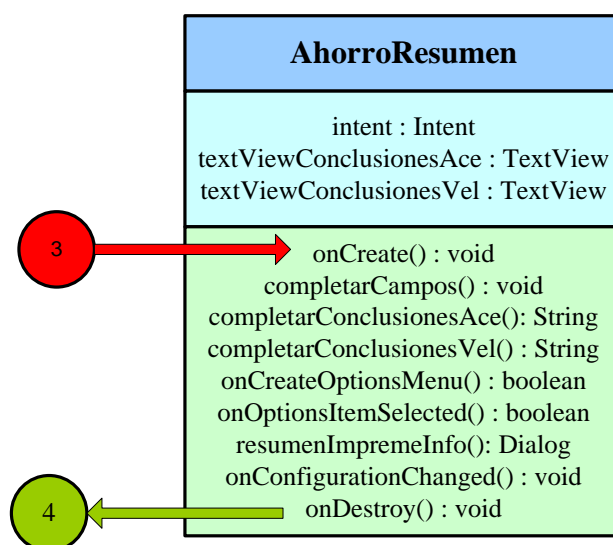 AhorroResumen
intent : Intent
textViewConclusionesAce : TextView
textViewConclusionesVel : TextView
3
onCreate() : void
completarCampos() : void
completarConclusionesAce(): String
completarConclusionesVel() : String
onCreateOptionsMenu() : boolean
onOptionsItemSelected() : boolean
resumenImpremeInfo(): Dialog
onConfigurationChanged() : void
4
onDestroy() : void